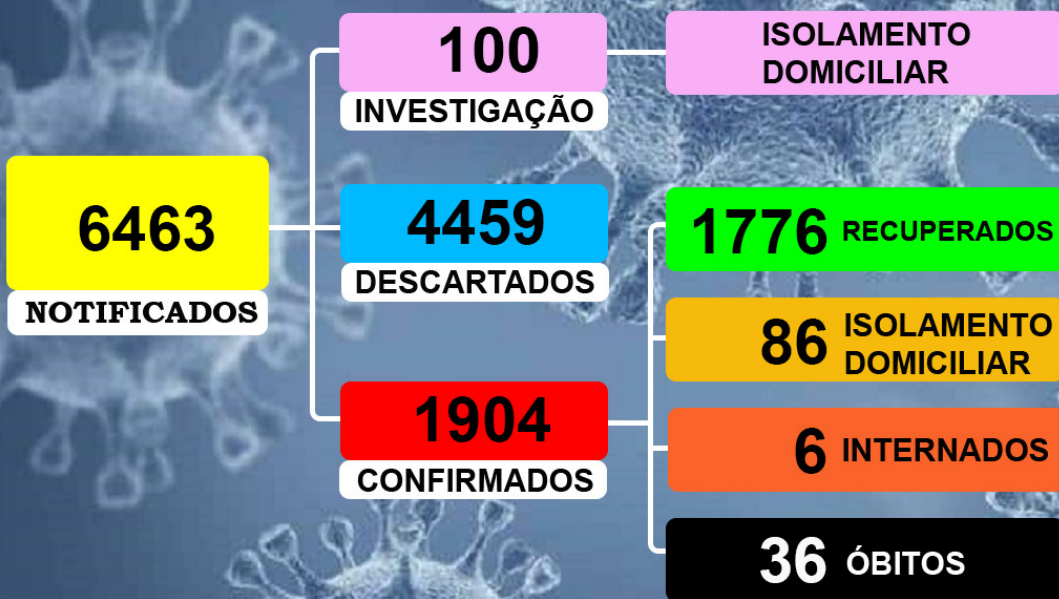 6463
NOTIFICADOS
100
INVESTIGAÇÃO
ISOLAMENTO
DOMICILIAR
4459
DESCARTADOS
1904
CONFIRMADOS
1776 RECUPERADOS
86 ISOLAMENTO
DOMICILIAR
6 INTERNADOS
36 ÓBITOS